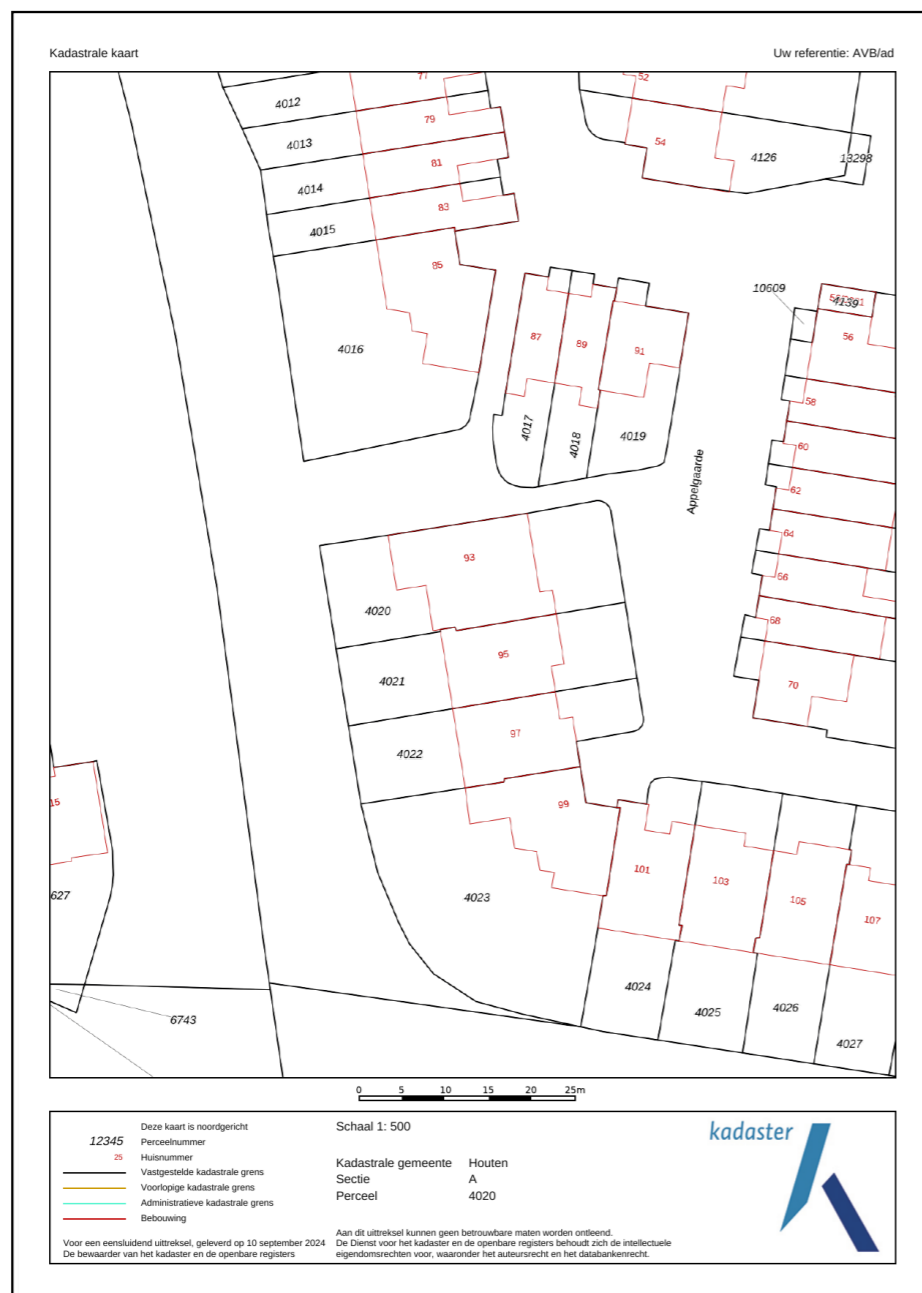 Kadastrale kaart
Uw referentie: AVB/ad
77
52
4012
79
4013
54
4126
13298
81
4014
83
4015
85
10609
4139
56
87
89
91
4016
58
4017
4018
4019
60
Appelgaarde
62
64
93
66
4020
68
95
4021
70
97
4022
15
99
101
103
105
107
627
4023
4024
4025
4026
6743
4027
0 5 10 15 20 25m
Deze kaart is noordgericht
12345 Perceelnummer
25 Huisnummer
Vastgestelde kadastrale grens
Voorlopige kadastrale grens
Administratieve kadastrale grens
Bebouwing
Voor een eensluidend uittreksel, geleverd op 10 september 2024
De bewaarder van het kadaster en de openbare registers
Schaal 1: 500
Kadastrale gemeente Houten
Sectie A
Perceel 4020
Aan dit uittreksel kunnen geen betrouwbare maten worden ontleend.
De Dienst voor het kadaster en de openbare registers behoudt zich de intellectuele
eigendomsrechten voor, waaronder het auteursrecht en het databankenrecht.
kadaster